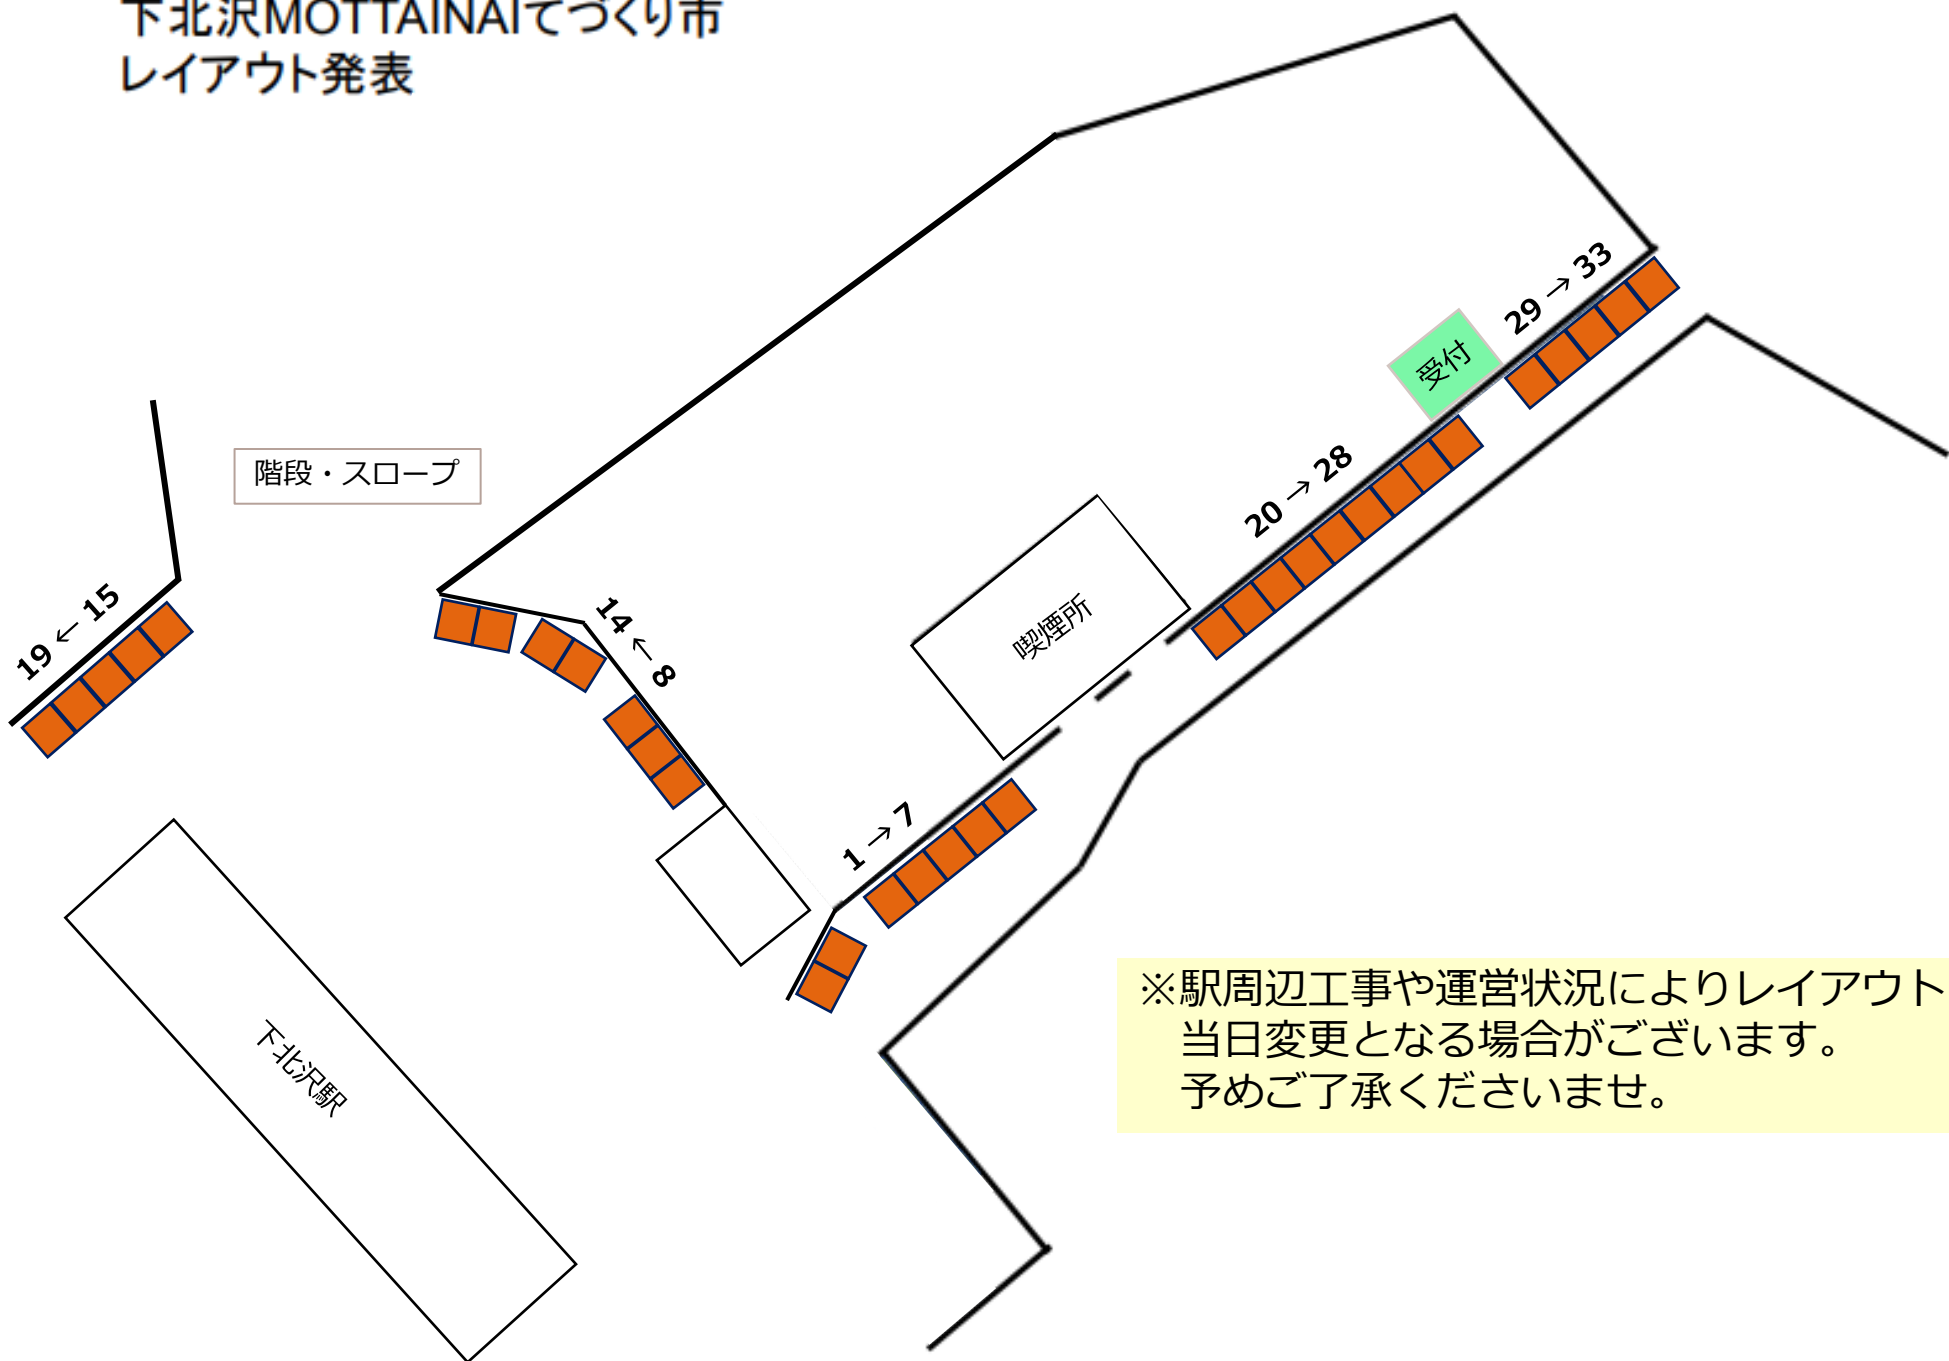 下北沢MOTTAINAIてづくり市
レイアウト発表
29→33
受付
20→28
階段・スロープ
19←15
14←8
喫煙所
1→7
下北沢駅
※駅周辺工事や運営状況によりレイアウト
当日変更となる場合がございます。
予めご了承くださいませ。